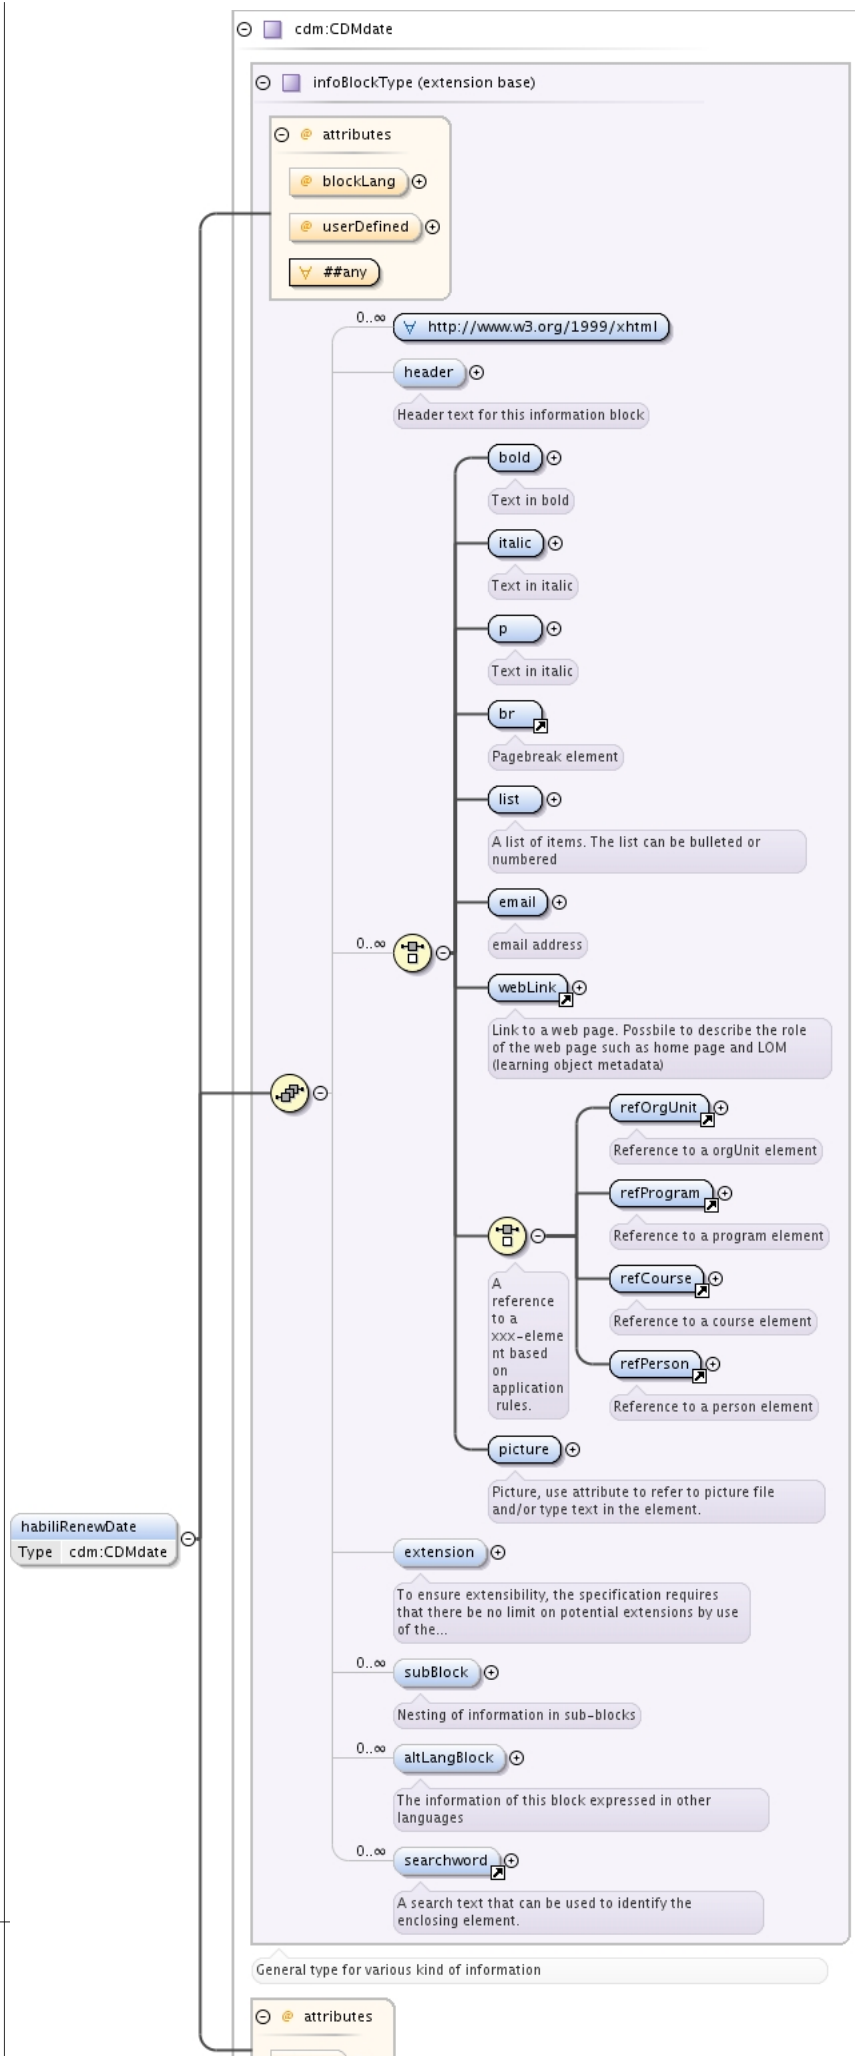 cdm:CDMdate
infoBlockType (extension base)
@ attributes
@ blockLang
@ userDefined
∀ ##any
0..∞
∀ http://www.w3.org/1999/xhtml
header
Header text for this information block
bold
Text in bold
italic
Text in italic
p
Text in italic
br
Pagebreak element
list
A list of items. The list can be bulleted or
numbered
email
email address
0..∞
webLink
Link to a web page. Possbile to describe the role
of the web page such as home page and LOM
(learning object metadata)
refOrgUnit
Reference to a orgUnit element
refProgram
Reference to a program element
refCourse
Reference to a course element
refPerson
Reference to a person element
A
reference
to a
xxx-eleme
nt based
on
application
rules.
picture
Picture, use attribute to refer to picture file
and/or type text in the element.
habiliRenewDate
Type cdm:CDMdate
extension
To ensure extensibility, the specification requires
that there be no limit on potential extensions by use
of the...
0..∞
subBlock
Nesting of information in sub-blocks
0..∞
altLangBlock
The information of this block expressed in other
languages
0..∞
searchword
A search text that can be used to identify the
enclosing element.
General type for various kind of information
@ attributes